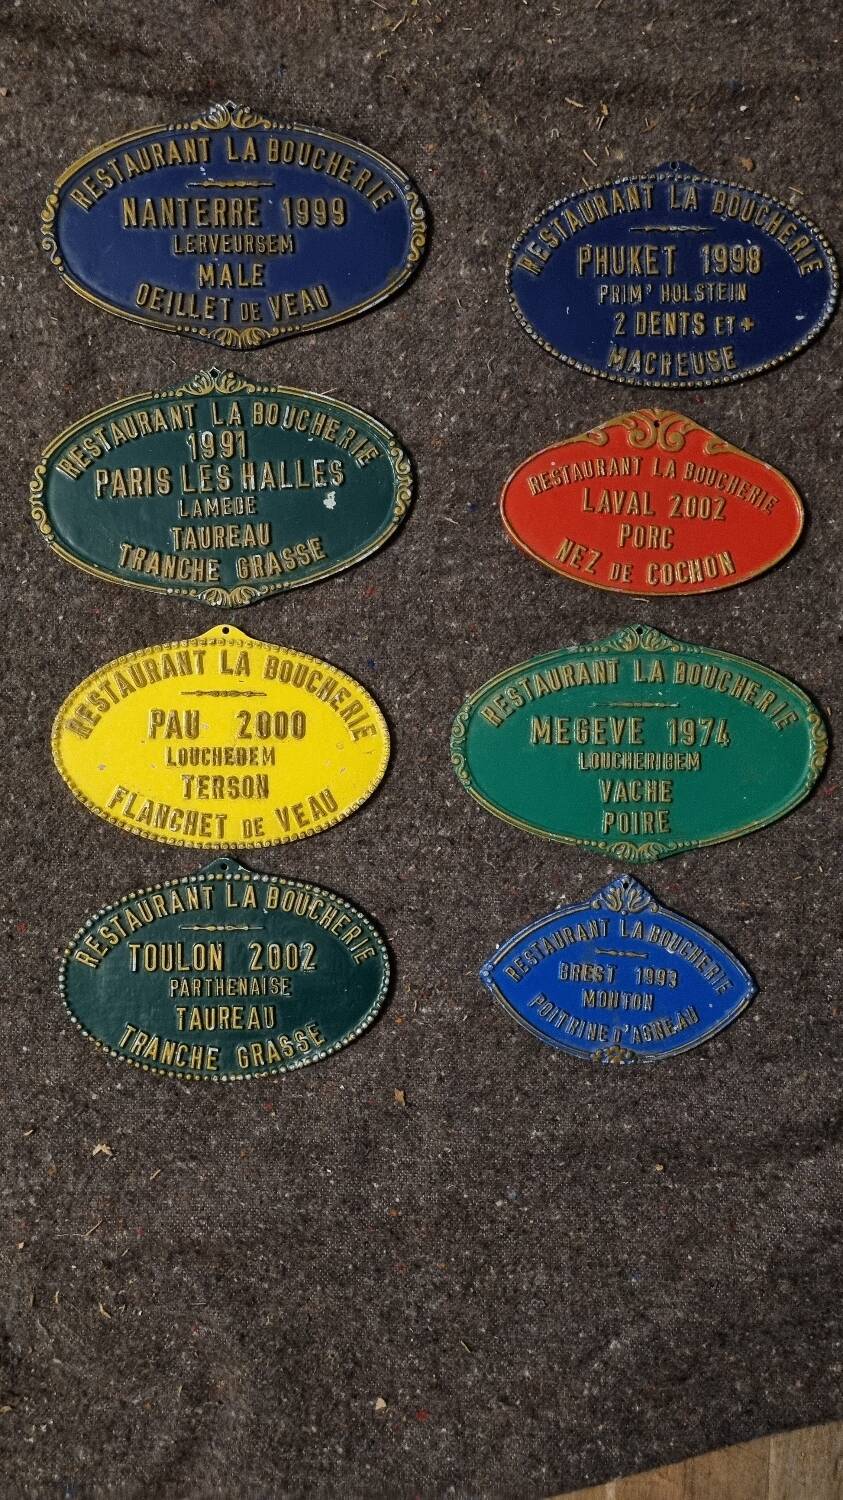 RESTAURANT LA BOUCHERIE
NANTERRE 1999
LERVEURSEM
MALE
OEILLET DE VEAU
RESTAURANT LA BOUCHERIE
PHUKET 1998
PRIM' HOLSTEIN
2 DENTS ET +
MACREUSE
RESTAURANT LA BOUCHERIE
1991
PARIS LES HALLES
LAMEDE
TAUREAU
TRANCHE GRASSE
RESTAURANT LA BOUCHERIE
LAVAL 2002
PORC
NEZ DE COCHON
RESTAURANT LA BOUCHERIE
PAU 2000
LOUCHEDEM
TERSON
FLANCHET DE VEAU
RESTAURANT LA BOUCHERIE
MEGEVE 1974
LOUCHERIBEM
VACHE
POIRE
RESTAURANT LA BOUCHERIE
TOULON 2002
PARTHENAISE
TAUREAU
TRANCHE GRASSE
RESTAURANT LA BOUCHERIE
BREST 1993
MOUTON
POITRINE D'AGNEAU